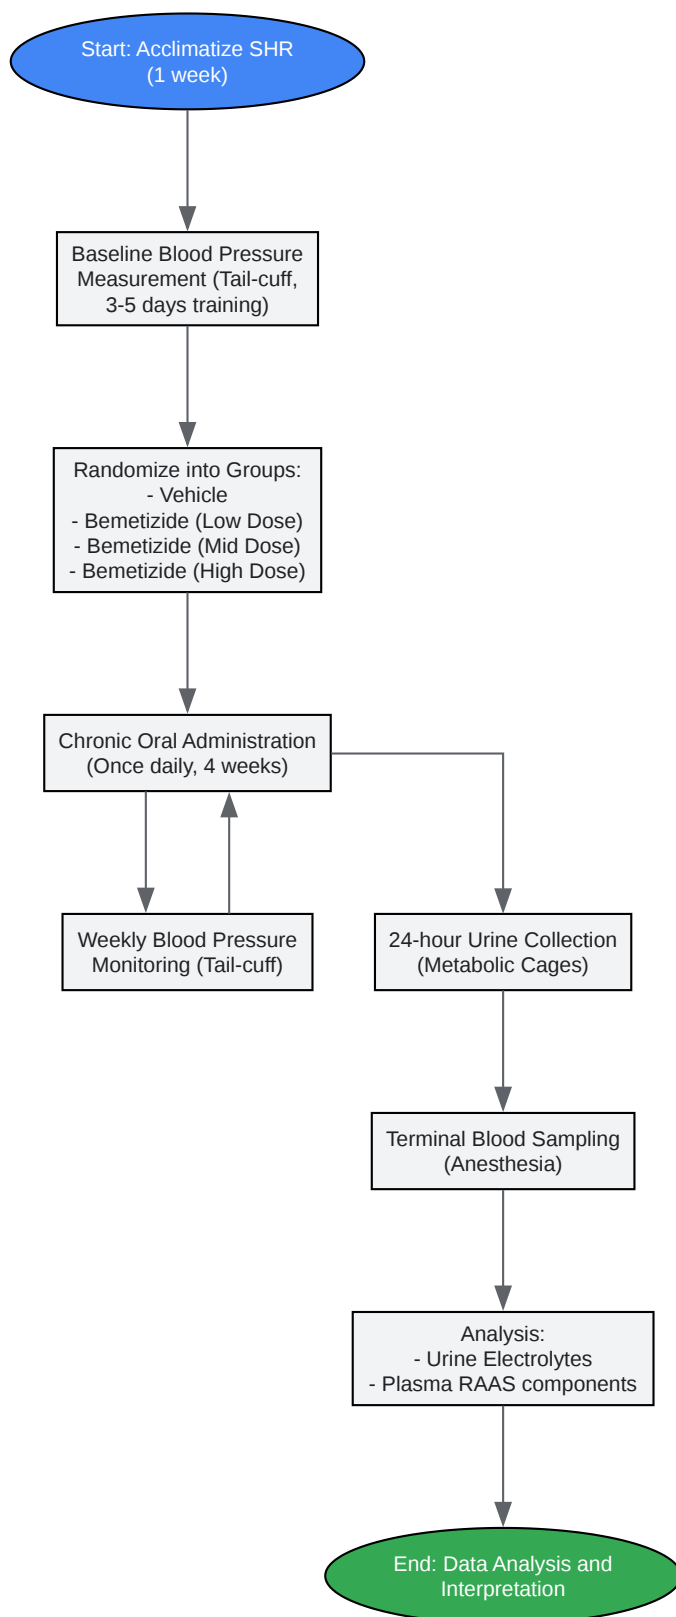 Start: Acclimatize SHR
(1 week)
Baseline Blood Pressure
Measurement (Tail-cuff,
3-5 days training)
Randomize into Groups:
- Vehicle
- Bemetizide (Low Dose)
- Bemetizide (Mid Dose)
- Bemetizide (High Dose)
Chronic Oral Administration
(Once daily, 4 weeks)
Weekly Blood Pressure
Monitoring (Tail-cuff)
24-hour Urine Collection
(Metabolic Cages)
Terminal Blood Sampling
(Anesthesia)
Analysis:
- Urine Electrolytes
- Plasma RAAS components
End: Data Analysis and
Interpretation